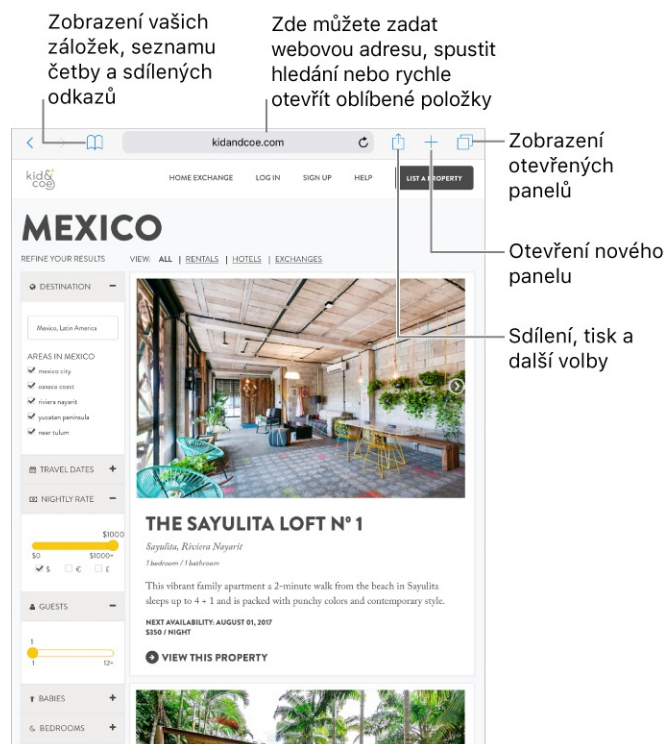 Zobrazení vašich
záložek, seznamu
četby a sdílených
odkazů
Zde můžete zadat
webovou adresu, spustit
hledání nebo rychle
otevřít oblíbené položky
kidandcoe.com
Zobrazení
otevřených
panelů
Otevření nového
panelu
Sdílení, tisk a
další volby
kid&
coe
HOME EXCHANGE LOG IN SIGN UP HELP LIST A PROPERTY
MEXICO
REFINE YOUR RESULTS
VIEW: ALL | RENTALS | HOTELS | EXCHANGES
DESTINATION −
Mexico, Latin America
AREAS IN MEXICO
mexico city
oaxaca coast
riviera nayarit
yucatan peninsula
near tulum
TRAVEL DATES +
NIGHTLY RATE −
$1000
$0 $1000+
$ € £
GUESTS −
1
1 12+
BABIES +
BEDROOMS +
THE SAYULITA LOFT Nº 1
Sayulita, Riviera Nayarit
1 bedroom / 1 bathroom
This vibrant family apartment a 2-minute walk from the beach in Sayulita
sleeps up to 4 + 1 and is packed with punchy colors and contemporary style.
NEXT AVAILABILITY: AUGUST 01, 2017
$350 / NIGHT
VIEW THIS PROPERTY